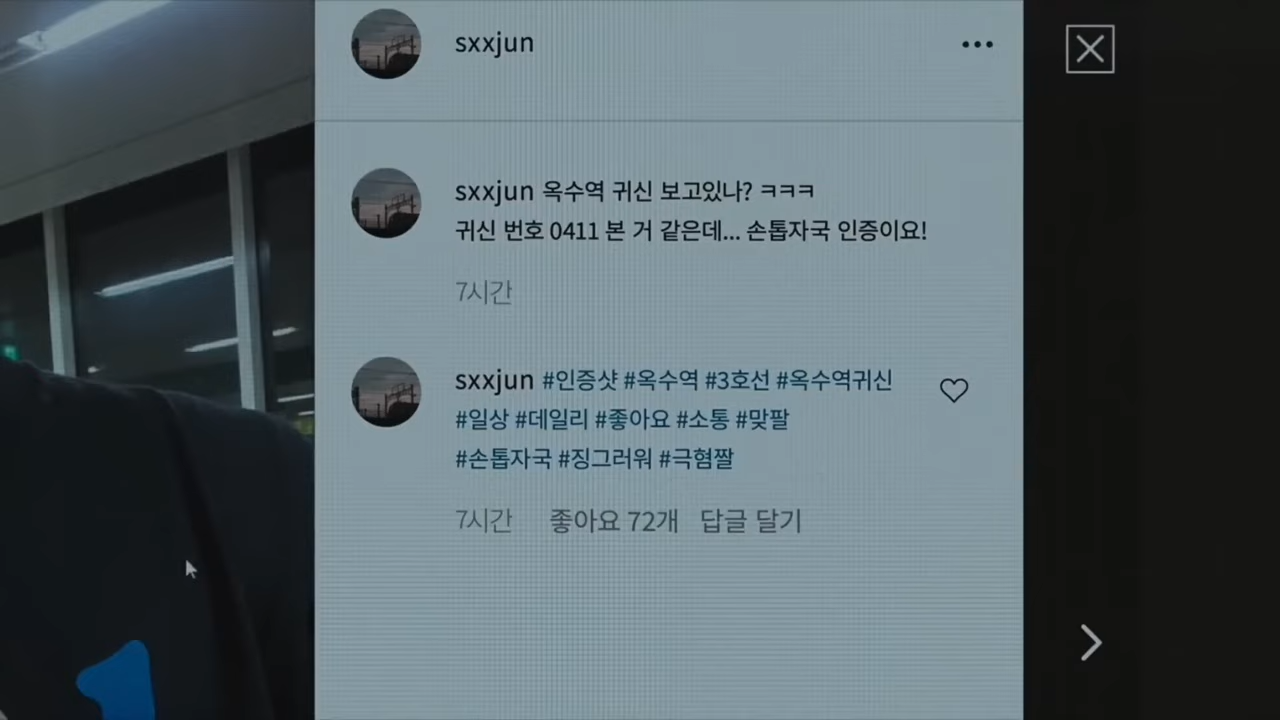 sxxjun
sxxjun 옥수역 귀신 보고있나? ㅋㅋㅋ
귀신 번호 0411 본 거 같은데... 손톱자국 인증이요!
7시간
sxxjun #인증샷 #옥수역 #3호선 #옥수역귀신
#일상 #데일리 #좋아요 #소통 #맞팔
#손톱자국 #징그러워 #극혐짤
7시간 좋아요 72개 답글 달기